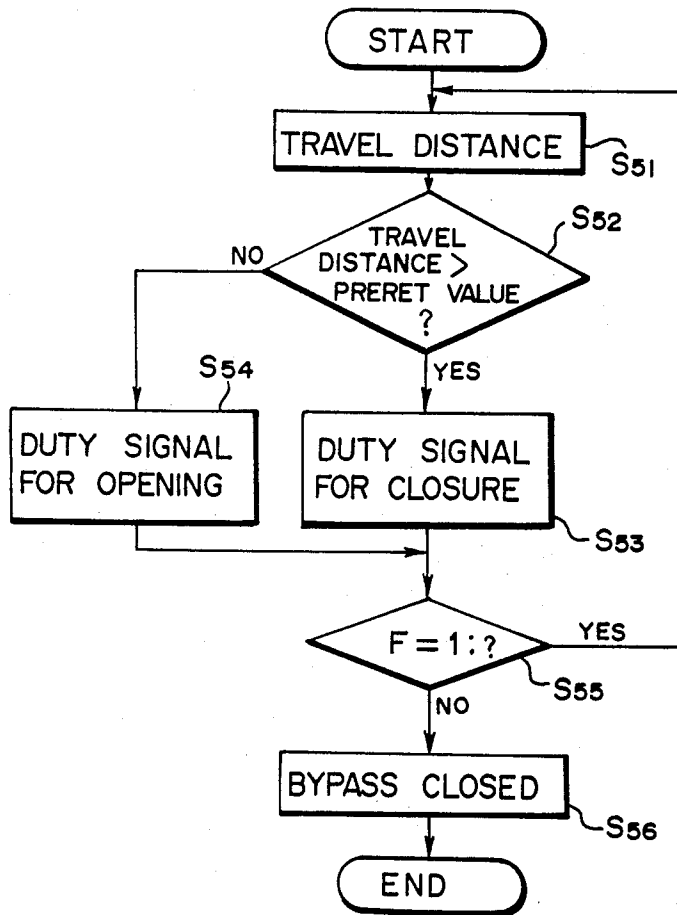 START
TRAVEL DISTANCE
S51
S52
TRAVEL
DISTANCE >
PRERET VALUE
?
NO
YES
S54
DUTY SIGNAL
FOR OPENING
DUTY SIGNAL
FOR CLOSURE
S53
F=1:?
YES
S55
NO
BYPASS CLOSED
S56
END